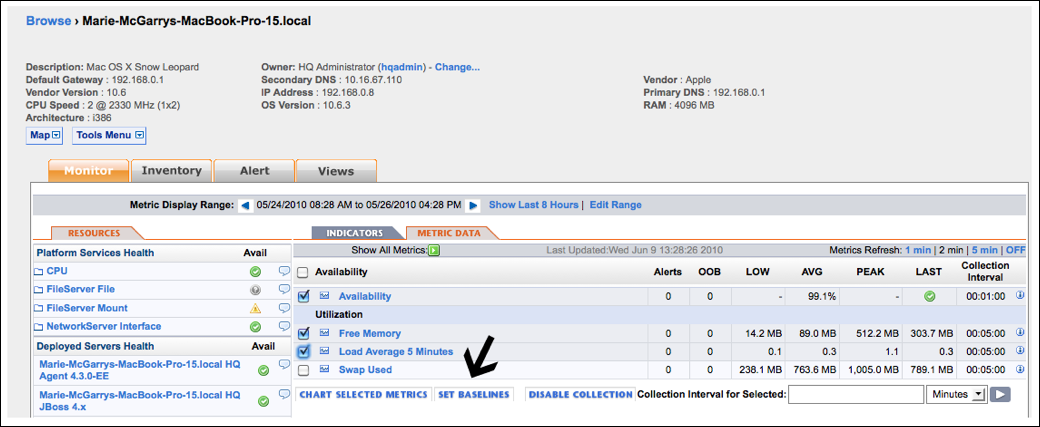 Browse › Marie-McGarrys-MacBook-Pro-15.local
Description: Mac OS X Snow Leopard
Default Gateway : 192.168.0.1
Vendor Version : 10.6
CPU Speed : 2 @ 2330 MHz (1x2)
Architecture : i386
Owner: HQ Administrator (hqadmin) - Change...
Secondary DNS : 10.16.67.110
IP Address : 192.168.0.8
OS Version : 10.6.3
Vendor : Apple
Primary DNS : 192.168.0.1
RAM : 4096 MB
Map Tools Menu
Monitor Inventory Alert Views
Metric Display Range: 05/24/2010 08:28 AM to 05/26/2010 04:28 PM Show Last 8 Hours | Edit Range
RESOURCES
Platform Services Health Avail
CPU
FileServer File
FileServer Mount
NetworkServer Interface
Deployed Servers Health Avail
Marie-McGarrys-MacBook-Pro-15.local HQ
Agent 4.3.0-EE
Marie-McGarrys-MacBook-Pro-15.local HQ
JBoss 4.x
INDICATORS METRIC DATA
Show All Metrics: Last Updated:Wed Jun 9 13:28:26 2010 Metrics Refresh: 1 min | 2 min | 5 min | OFF
Availability Alerts OOB LOW AVG PEAK LAST Collection Interval
Availability 0 0 - 99.1% - 00:01:00
Utilization
Free Memory 0 0 14.2 MB 89.0 MB 512.2 MB 303.7 MB 00:05:00
Load Average 5 Minutes 0 0 0.1 0.3 1.1 0.3 00:05:00
Swap Used 0 0 238.1 MB 763.6 MB 1,005.0 MB 789.1 MB 00:05:00
CHART SELECTED METRICS SET BASELINES DISABLE COLLECTION Collection Interval for Selected: Minutes